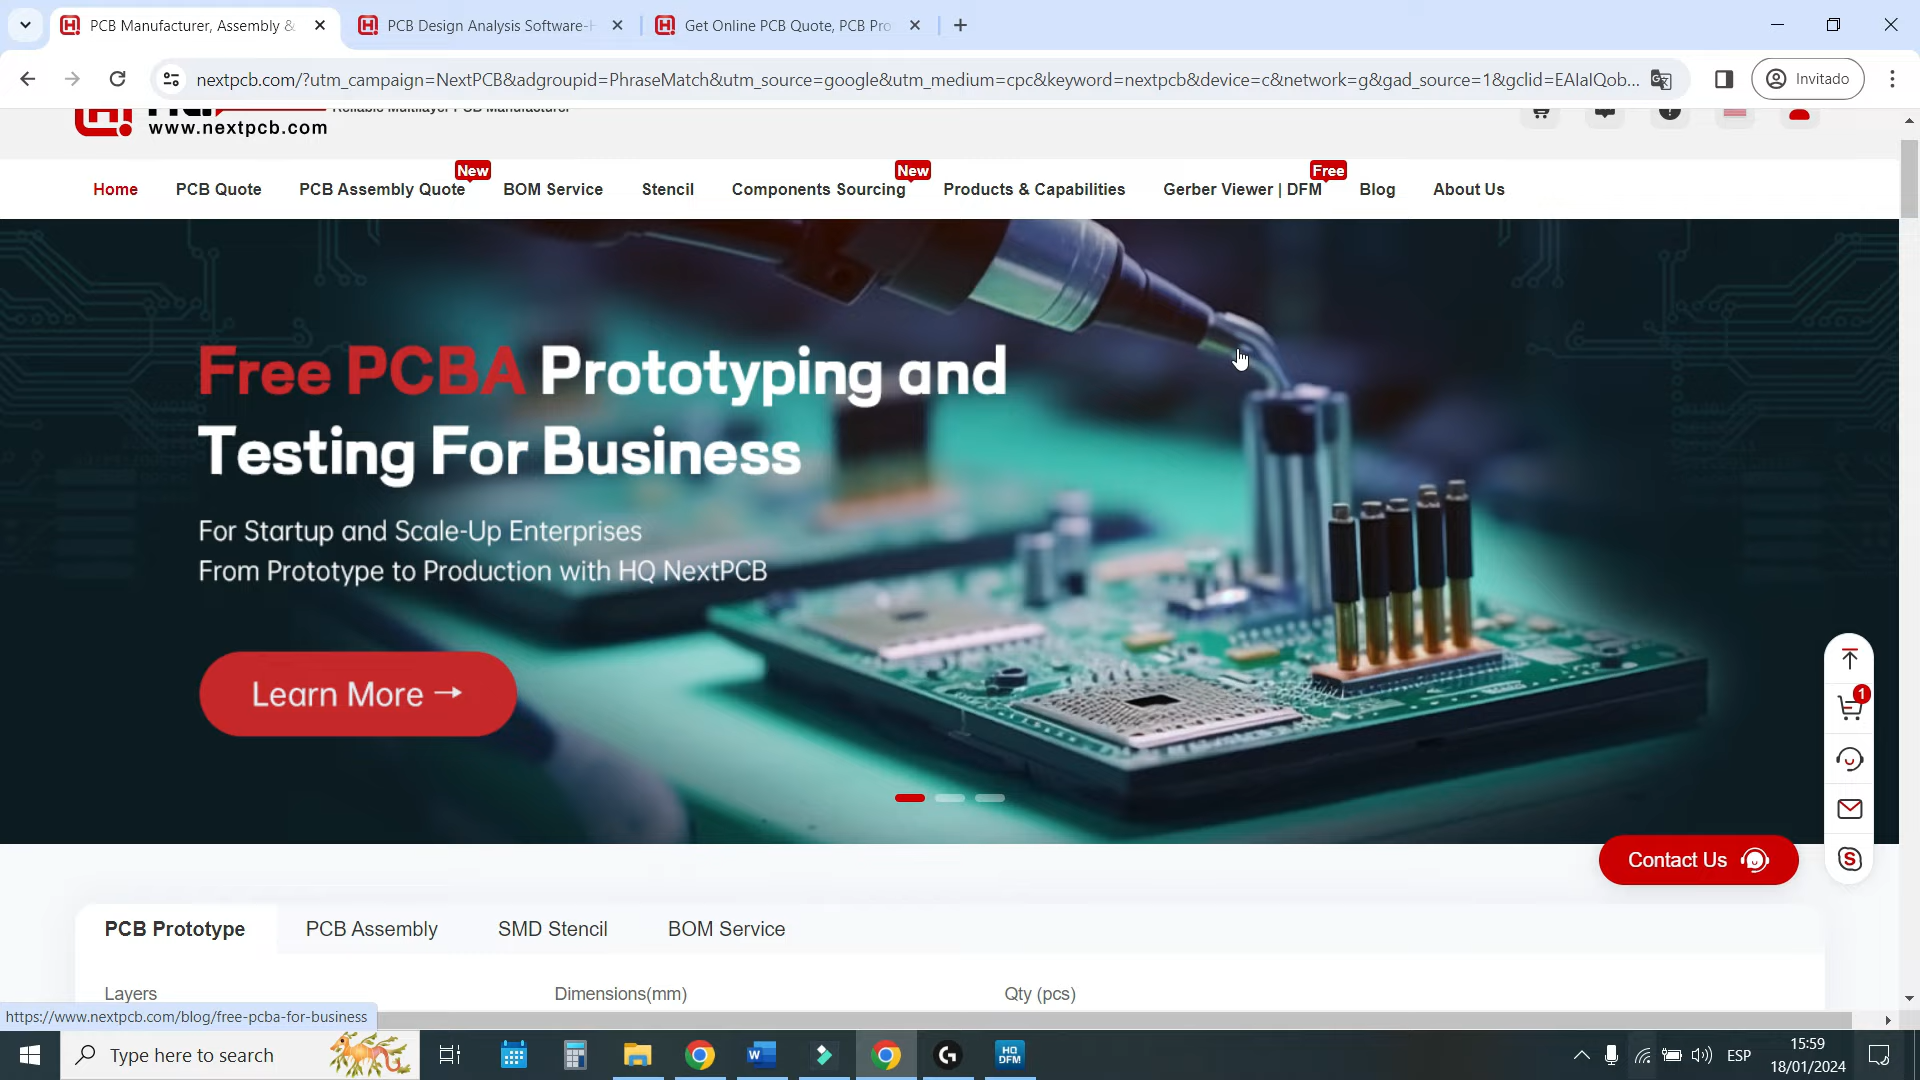 PCB Manufacturer, Assembly &
PCB Design Analysis Software-H
Get Online PCB Quote, PCB Pro
nextpcb.com/?utm_campaign=NextPCB&adgroupid=PhraseMatch&utm_source=google&utm_medium=cpc&keyword=nextpcb&device=c&network=g&gad_source=1&gclid=EAIaIQob...
Invitado
Reliable Multilayer PCB Manufacturer
www.nextpcb.com
New
New
Free
Home
PCB Quote
PCB Assembly Quote
BOM Service
Stencil
Components Sourcing
Products & Capabilities
Gerber Viewer | DFM
Blog
About Us
Free PCBA Prototyping and
Testing For Business
For Startup and Scale-Up Enterprises
From Prototype to Production with HQ NextPCB
Learn More →
1
Contact Us
PCB Prototype
PCB Assembly
SMD Stencil
BOM Service
Layers
Dimensions(mm)
Qty (pcs)
https://www.nextpcb.com/blog/free-pcba-for-business
Type here to search
HQ
DFM
ESP
15:59
18/01/2024